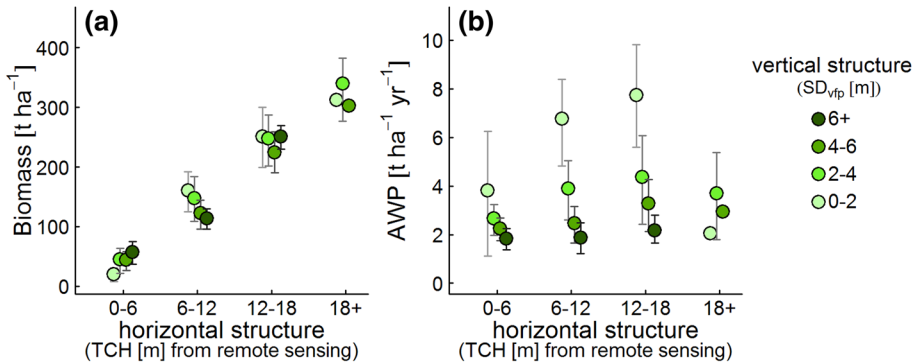 (a)
Biomass [t ha⁻¹]
400
300
200
100
0
0-6 6-12 12-18 18+
horizontal structure
(TCH [m] from remote sensing)
(b)
AWP [t ha⁻¹ yr⁻¹]
10
8
6
4
2
0
0-6 6-12 12-18 18+
horizontal structure
(TCH [m] from remote sensing)
vertical structure
(SDvfp [m])
6+
4-6
2-4
0-2